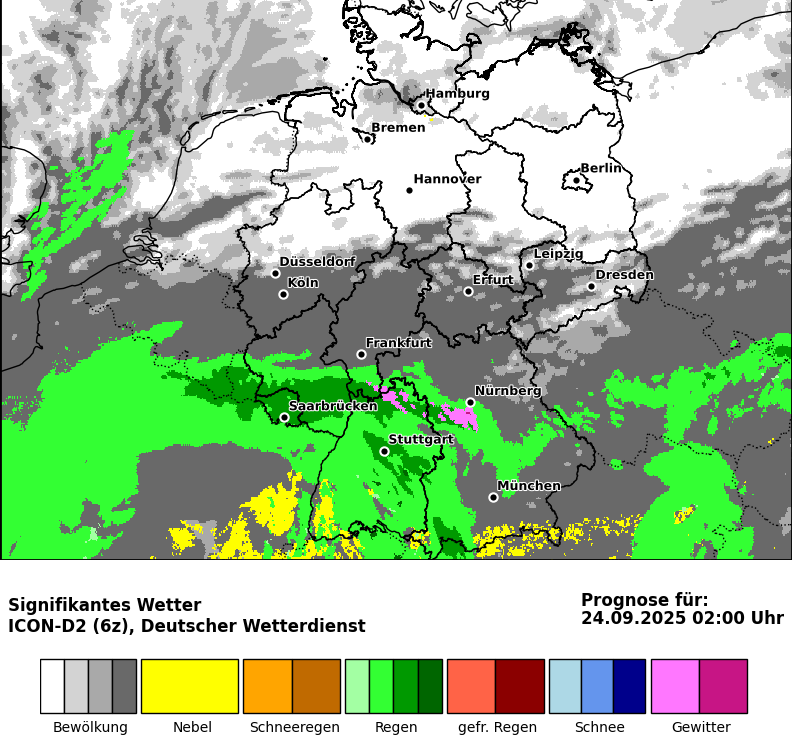 Hamburg
Bremen
Berlin
Hannover
Leipzig
Düsseldorf
Dresden
Köln
Erfurt
Frankfurt
Nürnberg
Saarbrücken
Stuttgart
München
Signifikantes Wetter
ICON-D2 (6z), Deutscher Wetterdienst
Prognose für:
24.09.2025 02:00 Uhr
Bewölkung Nebel Schneeregen Regen gefr. Regen Schnee Gewitter